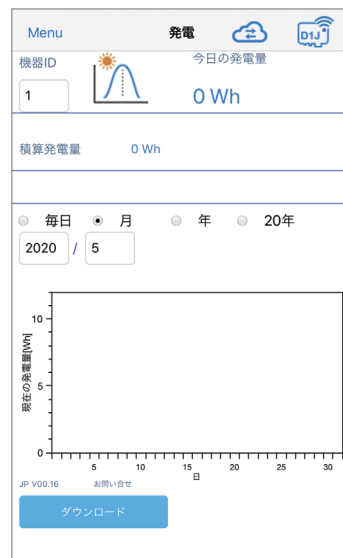 Menu
発電
D1J
機器ID
今日の発電量
1
0 Wh
積算発電量
0 Wh
毎日
月
年
20年
2020 / 5
現在の発電量[Wh]
10
5
0
5 10 15 20 25 30
日
JP V00.16
お問い合せ
ダウンロード